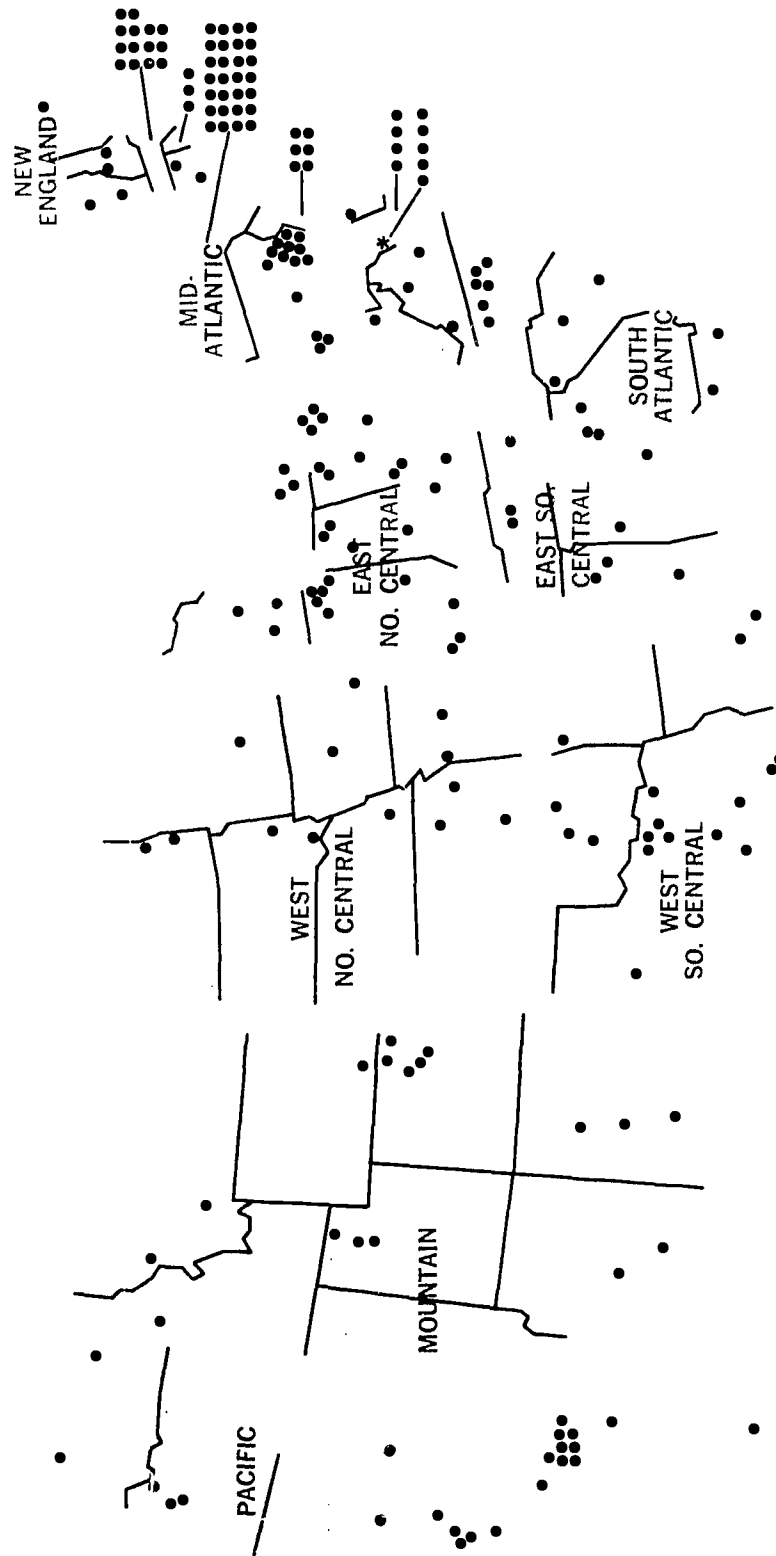 NEW
ENGLAND
MID-
ATLANTIC
SOUTH
ATLANTIC
EAST
NO. CENTRAL
EAST SO.
CENTRAL
WEST
NO. CENTRAL
WEST
SO. CENTRAL
MOUNTAIN
PACIFIC
*